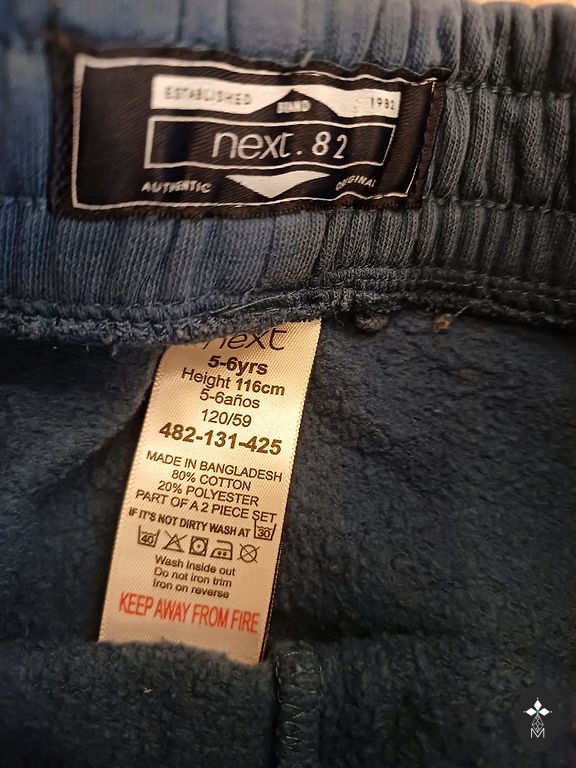 ESTABLISHED BRAND 1982
next.82
AUTHENTIC ORIGINAL
next
5-6yrs
Height 116cm
5-6años
120/59
482-131-425
MADE IN BANGLADESH
80% COTTON
20% POLYESTER
PART OF A 2 PIECE SET
IF IT'S NOT DIRTY WASH AT 30
40
Wash inside out
Do not iron trim
Iron on reverse
KEEP AWAY FROM FIRE
M